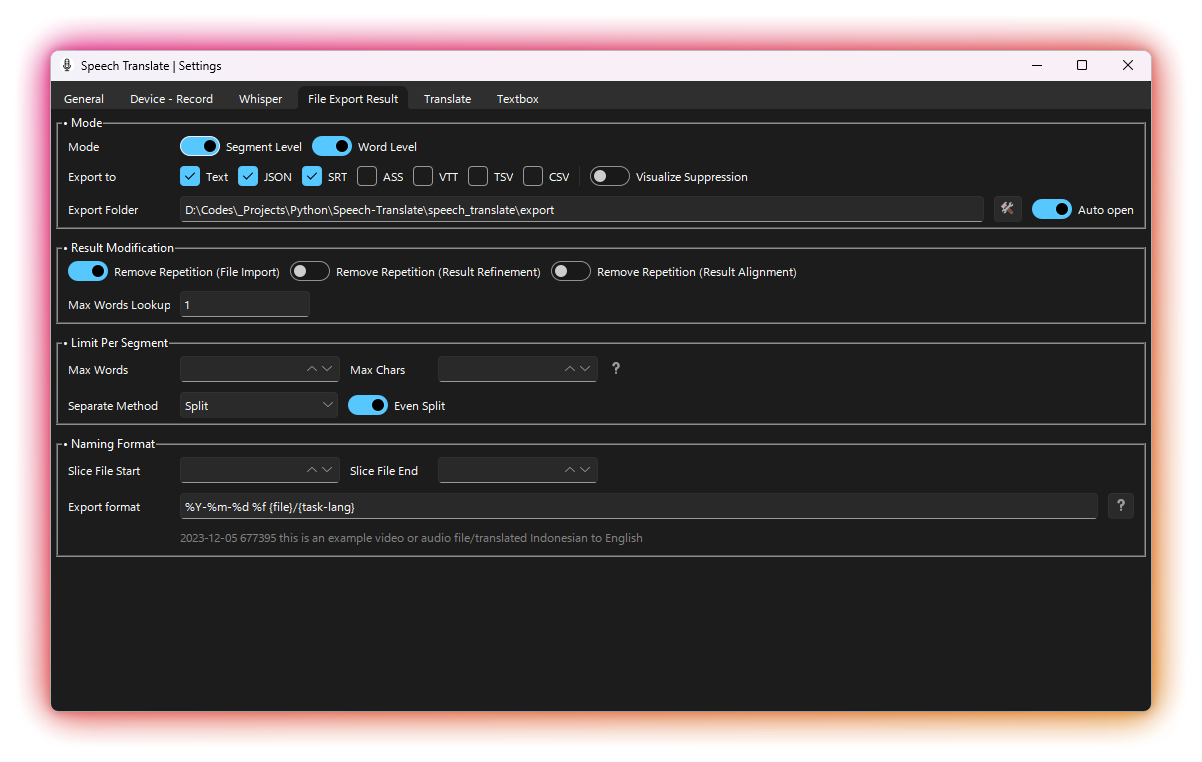 Speech Translate | Settings
General Device - Record Whisper File Export Result Translate Textbox
• Mode
Mode Segment Level Word Level
Export to Text JSON SRT ASS VTT TSV CSV Visualize Suppression
Export Folder D:\Codes\_Projects\Python\Speech-Translate\speech_translate\export Auto open
• Result Modification
Remove Repetition (File Import) Remove Repetition (Result Refinement) Remove Repetition (Result Alignment)
Max Words Lookup 1
• Limit Per Segment
Max Words Max Chars ?
Separate Method Split Even Split
• Naming Format
Slice File Start Slice File End
Export format %Y-%m-%d %f {file}/{task-lang} ?
2023-12-05 677395 this is an example video or audio file/translated Indonesian to English